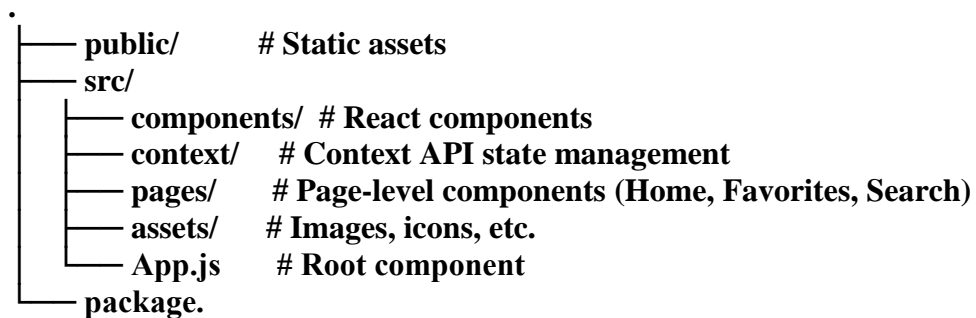 .
├── public/ # Static assets
├── src/
│ ├── components/ # React components
│ ├── context/ # Context API state management
│ ├── pages/ # Page-level components (Home, Favorites, Search)
│ ├── assets/ # Images, icons, etc.
│ └── App.js # Root component
└── package.